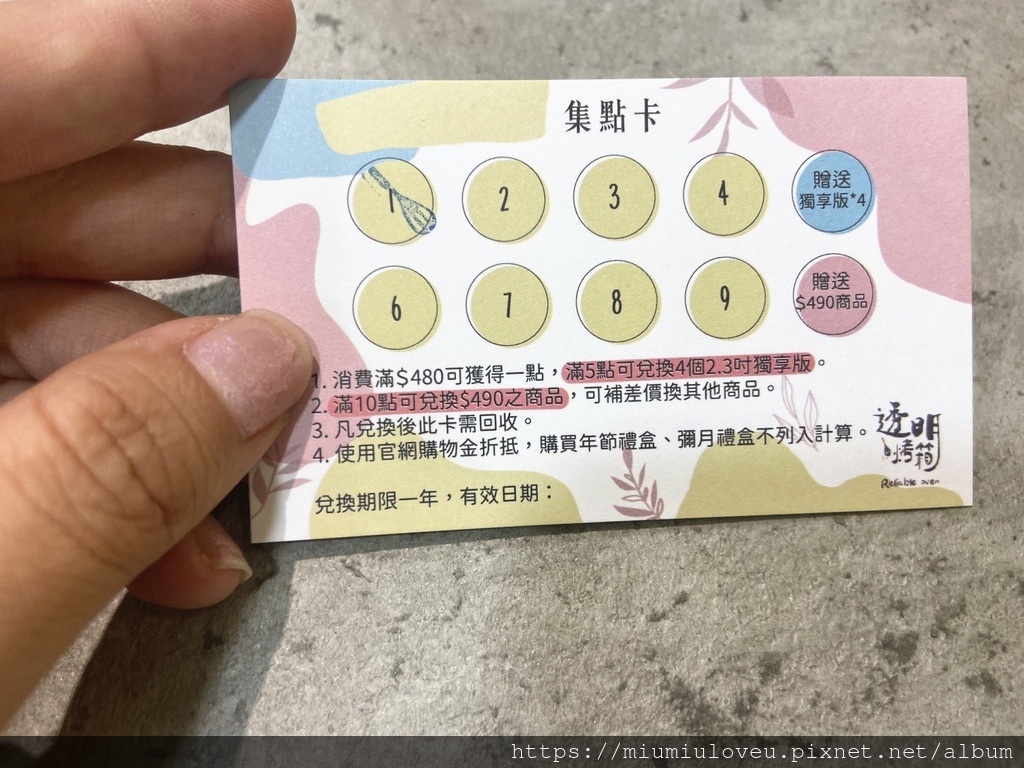 集點卡
1
2
3
4
贈送
獨享版*4
6
7
8
9
贈送
$490商品
1. 消費滿$480可獲得一點，滿5點可兌換4個2.3吋獨享版。
2. 滿10點可兌換$490之商品，可補差價換其他商品。
3. 凡兌換後此卡需回收。
4. 使用官網購物金折抵，購買年節禮盒、彌月禮盒不列入計算。
兌換期限一年，有效日期：
透明
烤箱
Reliable oven
https://miumiuloveu.pixnet.net/album